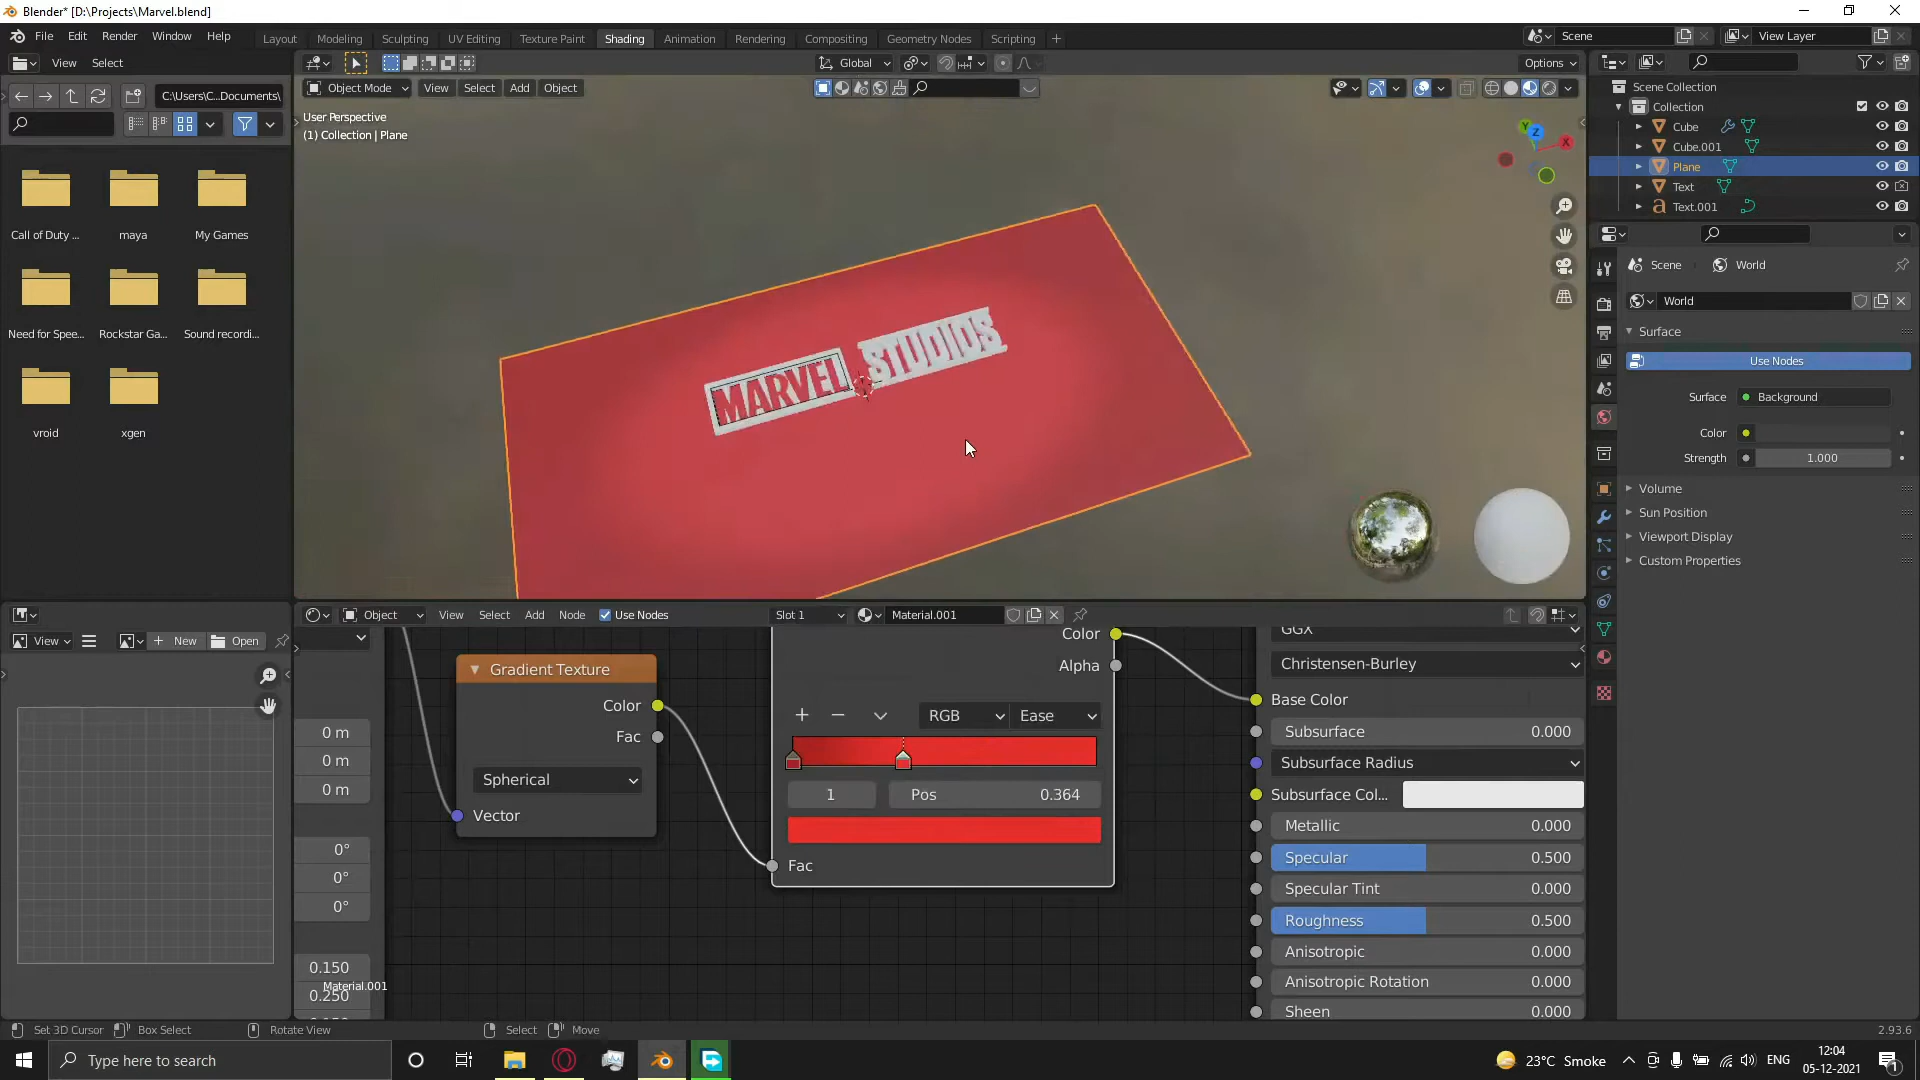 Blender* [D:\Projects\Marvel.blend]
File Edit Render Window Help
Layout Modeling Sculpting UV Editing Texture Paint Shading Animation Rendering Compositing Geometry Nodes Scripting
Scene
View Layer
View Select
Global
Options
C:\Users\C...Documents\
Object Mode View Select Add Object
User Perspective
(1) Collection | Plane
Y
Z
X
MARVEL STUDIOS
Call of Duty ...
maya
My Games
Need for Spee...
Rockstar Ga...
Sound recordi...
vroid
xgen
Scene Collection
Collection
Cube
Cube.001
Plane
Text
Text.001
Scene
World
World
Surface
Use Nodes
Surface Background
Color
Strength 1.000
Volume
Sun Position
Viewport Display
Custom Properties
View New Open
Object View Select Add Node Use Nodes Slot 1 Material.001
0 m
0 m
0 m
0°
0°
0°
0.150
0.250
Material.001
Gradient Texture
Color
Fac
Spherical
Vector
Color
Alpha
RGB Ease
1 Pos 0.364
Fac
GGX
Christensen-Burley
Base Color
Subsurface 0.000
Subsurface Radius
Subsurface Col...
Metallic 0.000
Specular 0.500
Specular Tint 0.000
Roughness 0.500
Anisotropic 0.000
Anisotropic Rotation 0.000
Sheen 0.000
Set 3D Cursor Box Select Rotate View Select Move
2.93.6
Type here to search
23°C Smoke
ENG
12:04
05-12-2021
1